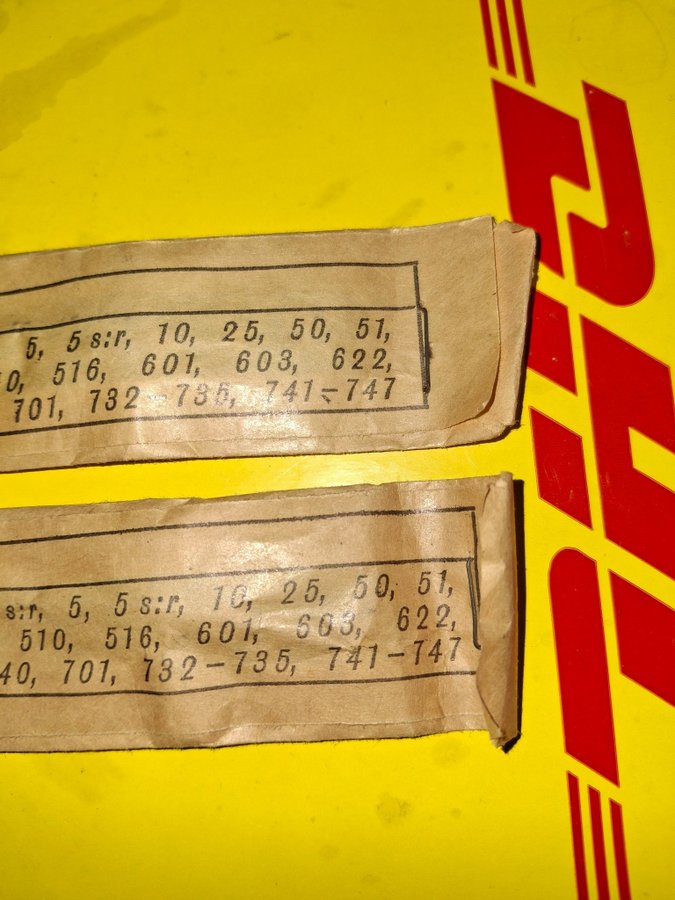 5, 5 s:r, 10, 25, 50, 51,
0, 516, 601, 603, 622,
701, 732-735, 741-747
s:r, 5, 5 s:r, 10, 25, 50, 51,
510, 516, 601, 603, 622,
40, 701, 732-735, 741-747
DHL